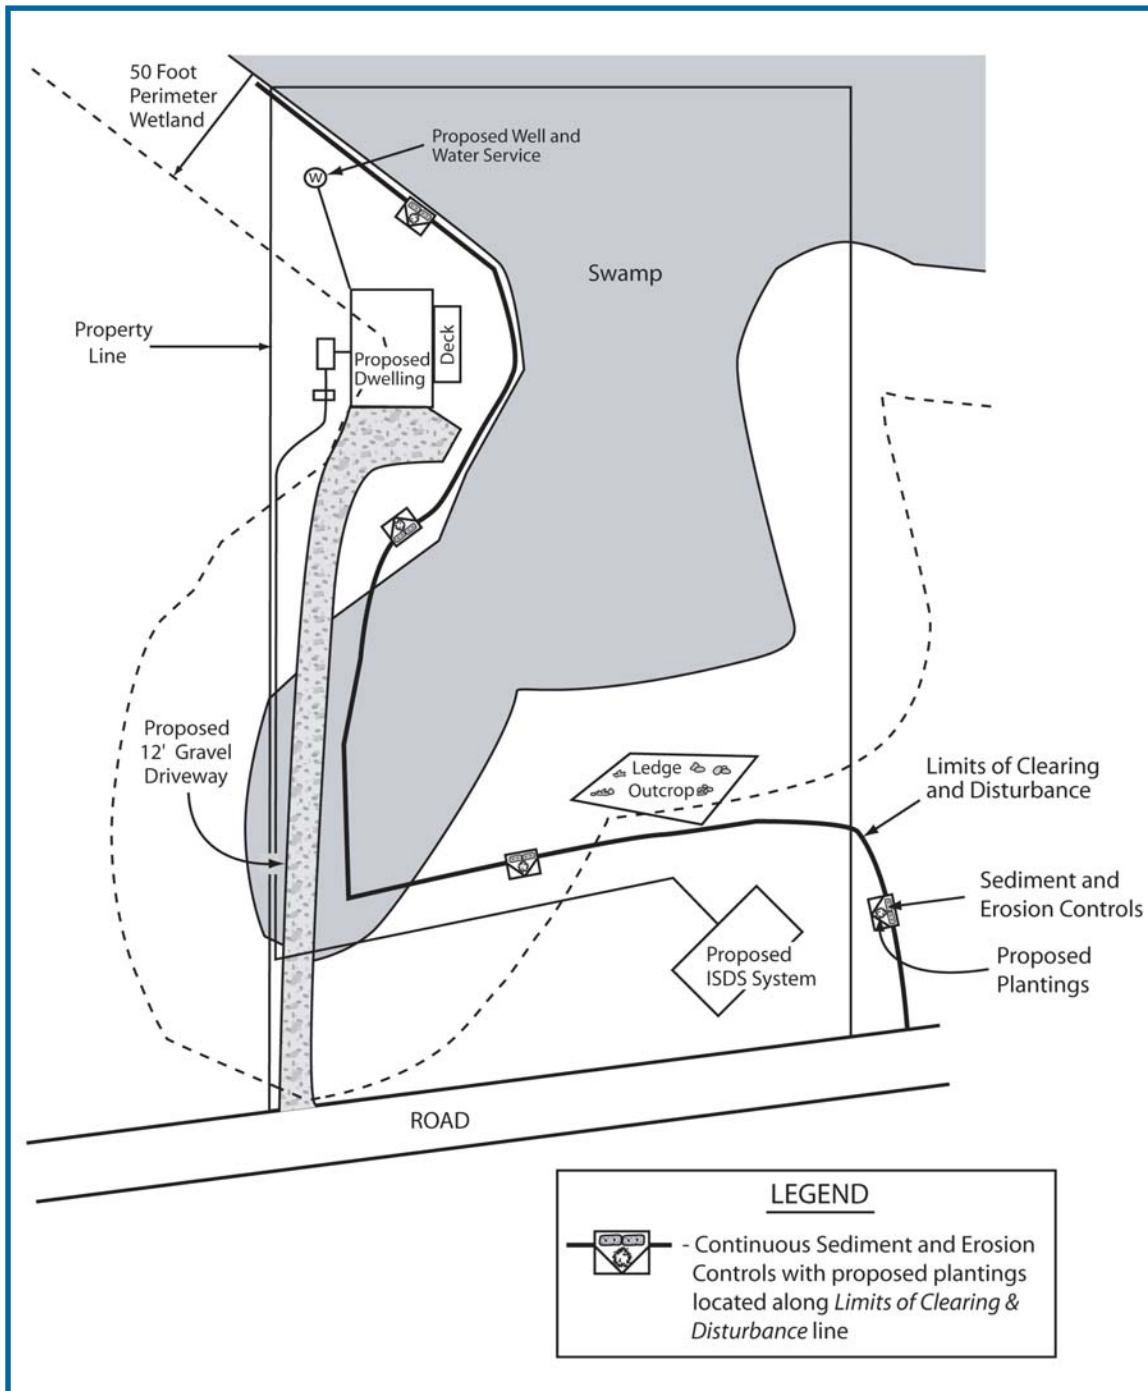 50 Foot
Perimeter
Wetland
Proposed Well and
Water Service
W
Swamp
Property
Line
Proposed
Dwelling
Deck
Proposed
12' Gravel
Driveway
Ledge
Outcrop
Limits of Clearing
and Disturbance
Sediment and
Erosion Controls
Proposed
Plantings
Proposed
ISDS System
ROAD
LEGEND
- Continuous Sediment and Erosion
Controls with proposed plantings
located along Limits of Clearing &
Disturbance line